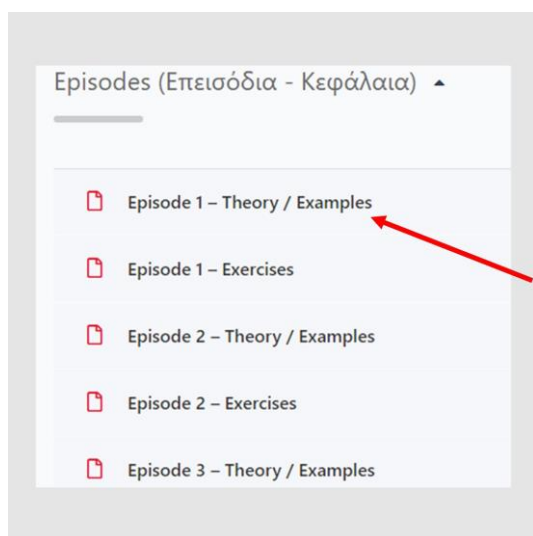 Episodes (Επεισόδια - Κεφάλαια)
Episode 1 – Theory / Examples
Episode 1 – Exercises
Episode 2 – Theory / Examples
Episode 2 – Exercises
Episode 3 – Theory / Examples